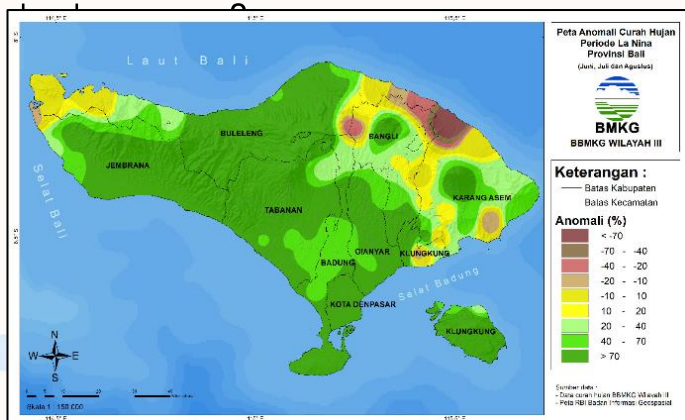 Peta Anomali Curah Hujan
Periode La Nina
Provinsi Bali
(Juni, Juli dan Agustus)
BMKG
BBMKG WILAYAH III
Keterangan :
Batas Kabupaten
Batas Kecamatan
Anomali (%)
< -70
-70 - -40
-40 - -20
-20 - -10
-10 - 10
10 - 20
20 - 40
40 - 70
> 70
Sumber data :
- Data curah hujan BBMKG Wilayah III
- Peta RBI Badan Informasi Geospasial
Laut Bali
BULELENG
BANGLI
JEMBRANA
KARANG ASEM
Selat Bali
TABANAN
GIANYAR
BADUNG
KLUNGKUNG
Selat Badung
KOTA DENPASAR
KLUNGKUNG
N
W E
S
Skala 1 : 150.000